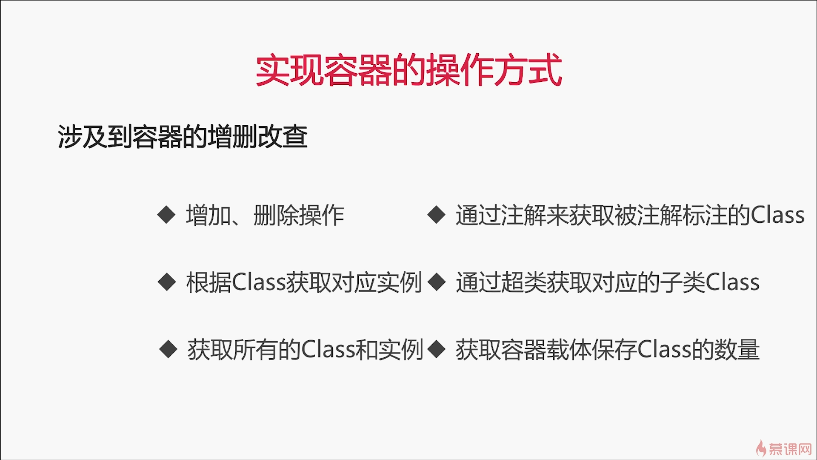 实现容器的操作方式
涉及到容器的增删改查
◆ 增加、删除操作
◆ 通过注解来获取被注解标注的Class
◆ 根据Class获取对应实例
◆ 通过超类获取对应的子类Class
◆ 获取所有的Class和实例
◆ 获取容器载体保存Class的数量
慕课网